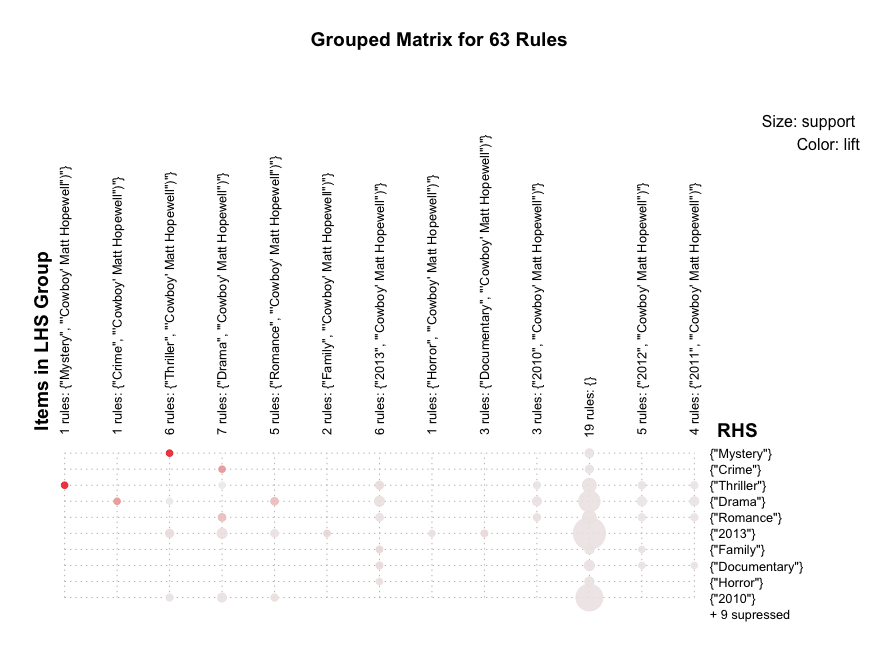 Grouped Matrix for 63 Rules
Size: support
Color: lift
Items in LHS Group
1 rules: {"Mystery", "'Cowboy' Matt Hopewell")"}
1 rules: {"Crime", "'Cowboy' Matt Hopewell")"}
6 rules: {"Thriller", "'Cowboy' Matt Hopewell")"}
7 rules: {"Drama", "'Cowboy' Matt Hopewell")"}
5 rules: {"Romance", "'Cowboy' Matt Hopewell")"}
2 rules: {"Family", "'Cowboy' Matt Hopewell")"}
6 rules: {"2013", "'Cowboy' Matt Hopewell")"}
1 rules: {"Horror", "'Cowboy' Matt Hopewell")"}
3 rules: {"Documentary", "'Cowboy' Matt Hopewell")"}
3 rules: {"2010", "'Cowboy' Matt Hopewell")"}
19 rules: {}
5 rules: {"2012", "'Cowboy' Matt Hopewell")"}
4 rules: {"2011", "'Cowboy' Matt Hopewell")"}
RHS
{"Mystery"}
{"Crime"}
{"Thriller"}
{"Drama"}
{"Romance"}
{"2013"}
{"Family"}
{"Documentary"}
{"Horror"}
{"2010"}
+ 9 supressed